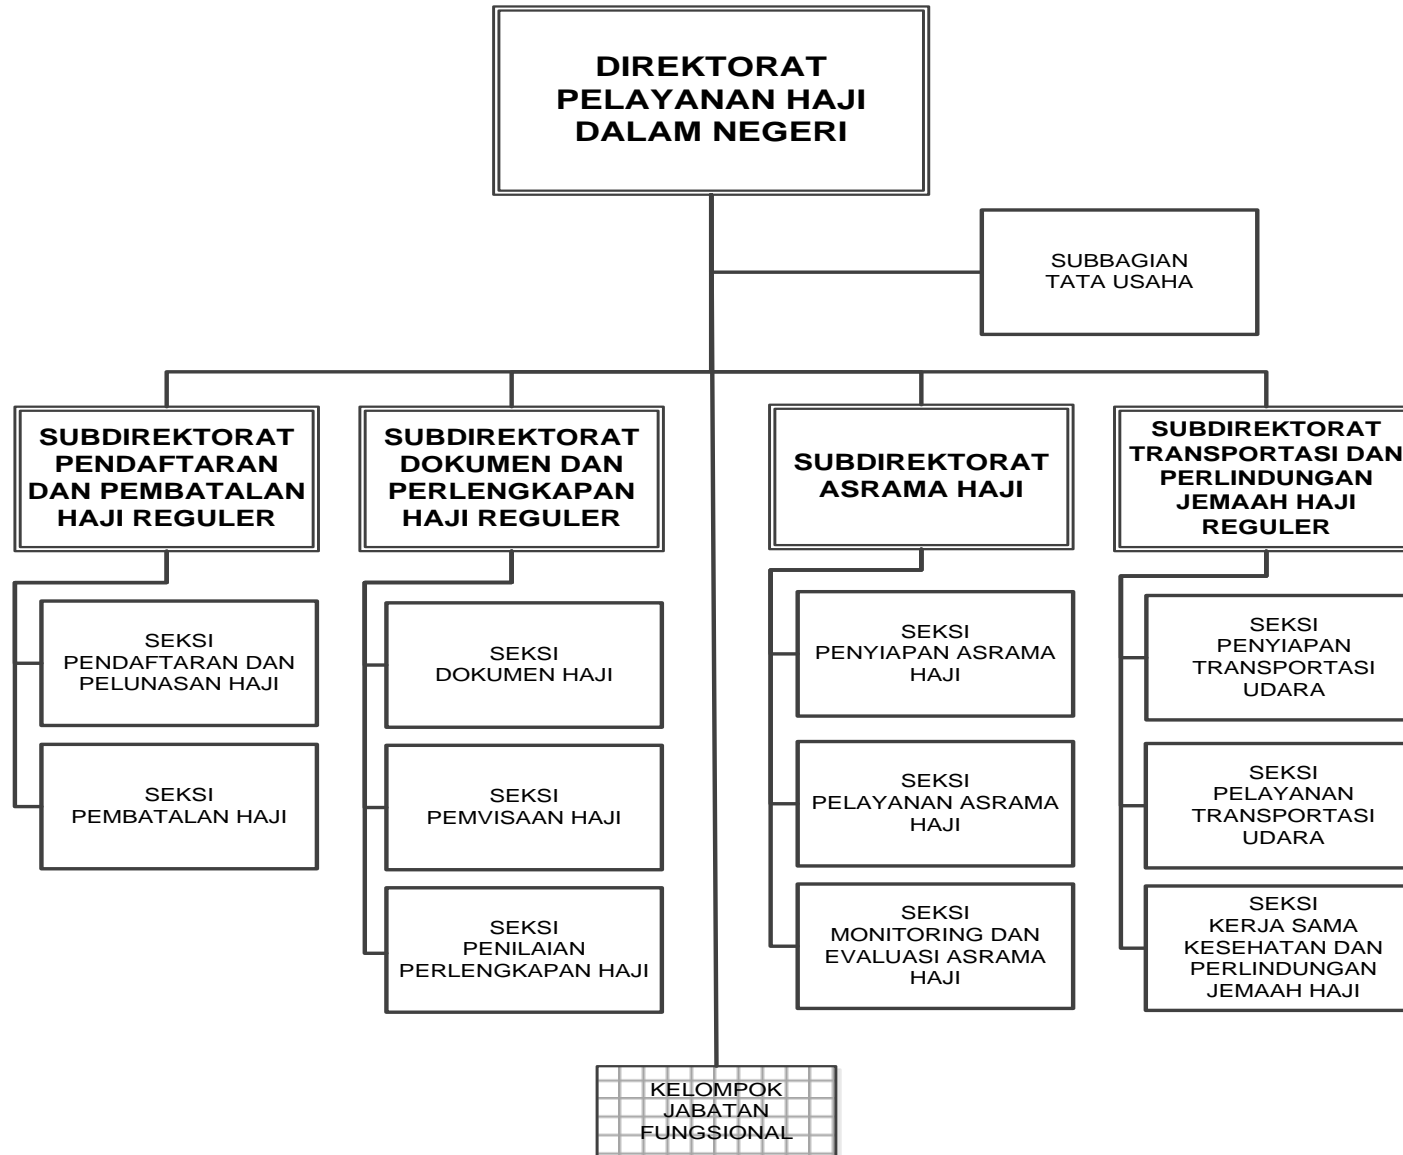 DIREKTORAT
PELAYANAN HAJI
DALAM NEGERI
SUBBAGIAN
TATA USAHA
SUBDIREKTORAT
PENDAFTARAN
DAN PEMBATALAN
HAJI REGULER
SUBDIREKTORAT
DOKUMEN DAN
PERLENGKAPAN
HAJI REGULER
SUBDIREKTORAT
ASRAMA HAJI
SUBDIREKTORAT
TRANSPORTASI DAN
PERLINDUNGAN
JEMAAH HAJI
REGULER
SEKSI
PENDAFTARAN DAN
PELUNASAN HAJI
SEKSI
PEMBATALAN HAJI
SEKSI
DOKUMEN HAJI
SEKSI
PEMVISAAN HAJI
SEKSI
PENILAIAN
PERLENGKAPAN HAJI
SEKSI
PENYIAPAN ASRAMA
HAJI
SEKSI
PELAYANAN ASRAMA
HAJI
SEKSI
MONITORING DAN
EVALUASI ASRAMA
HAJI
SEKSI
PENYIAPAN
TRANSPORTASI
UDARA
SEKSI
PELAYANAN
TRANSPORTASI
UDARA
SEKSI
KERJA SAMA
KESEHATAN DAN
PERLINDUNGAN
JEMAAH HAJI
KELOMPOK
JABATAN
FUNGSIONAL